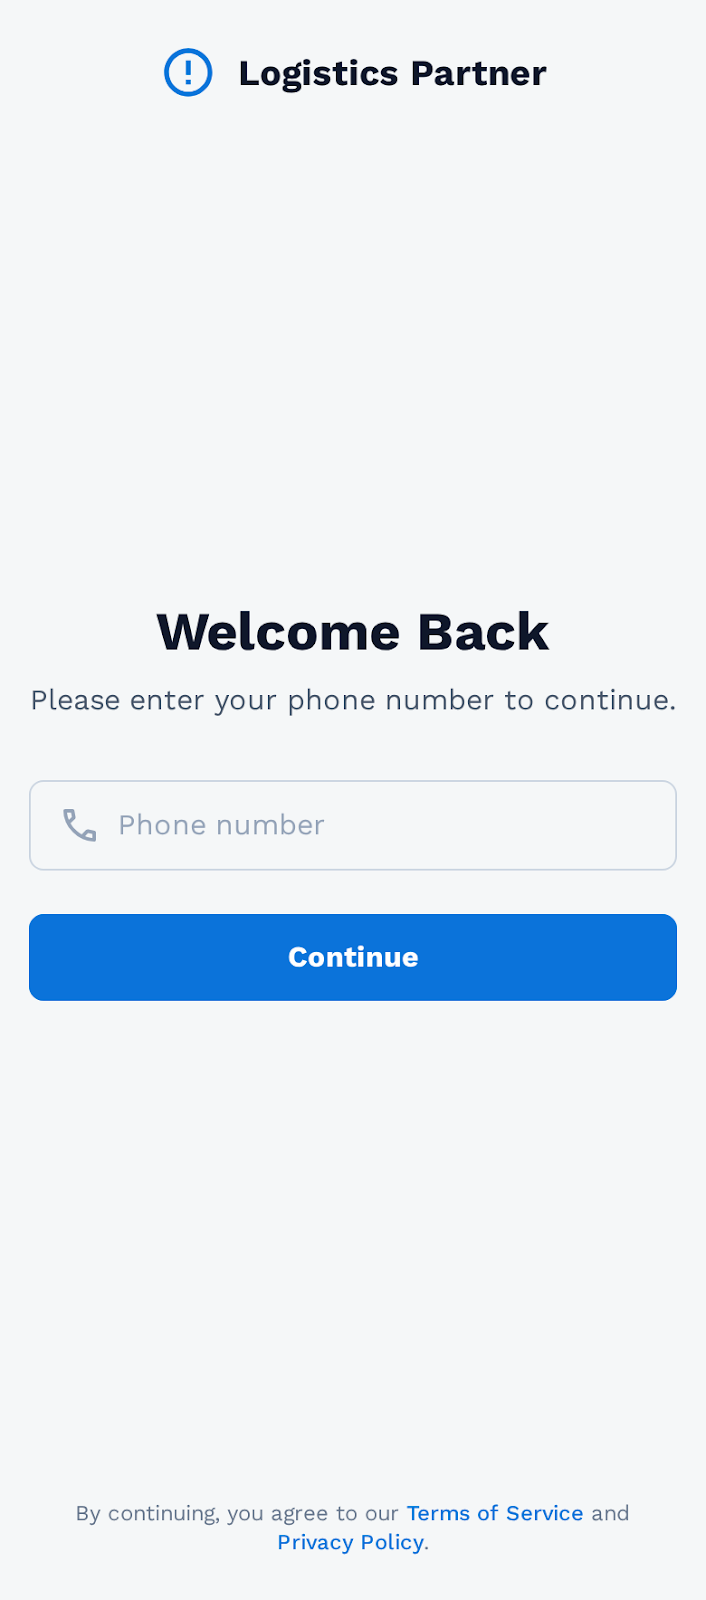 Logistics Partner
Welcome Back
Please enter your phone number to continue.
Phone number
Continue
By continuing, you agree to our Terms of Service and
Privacy Policy.